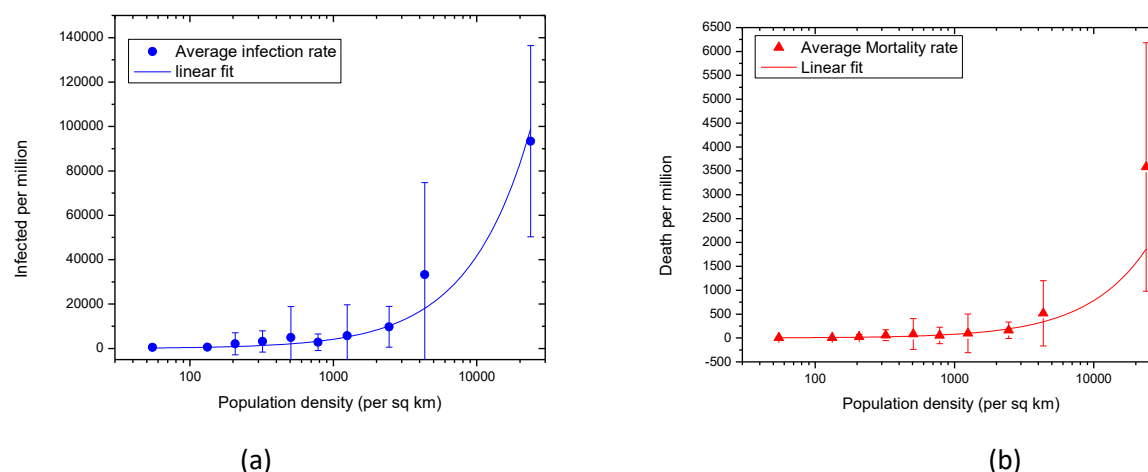 140000
120000
100000
80000
60000
40000
20000
0
Infected per million
Average infection rate
linear fit
100
1000
10000
Population density (per sq km)
(a)
6500
6000
5500
5000
4500
4000
3500
3000
2500
2000
1500
1000
500
0
-500
Death per million
Average Mortality rate
Linear fit
100
1000
10000
Population density (per sq km)
(b)